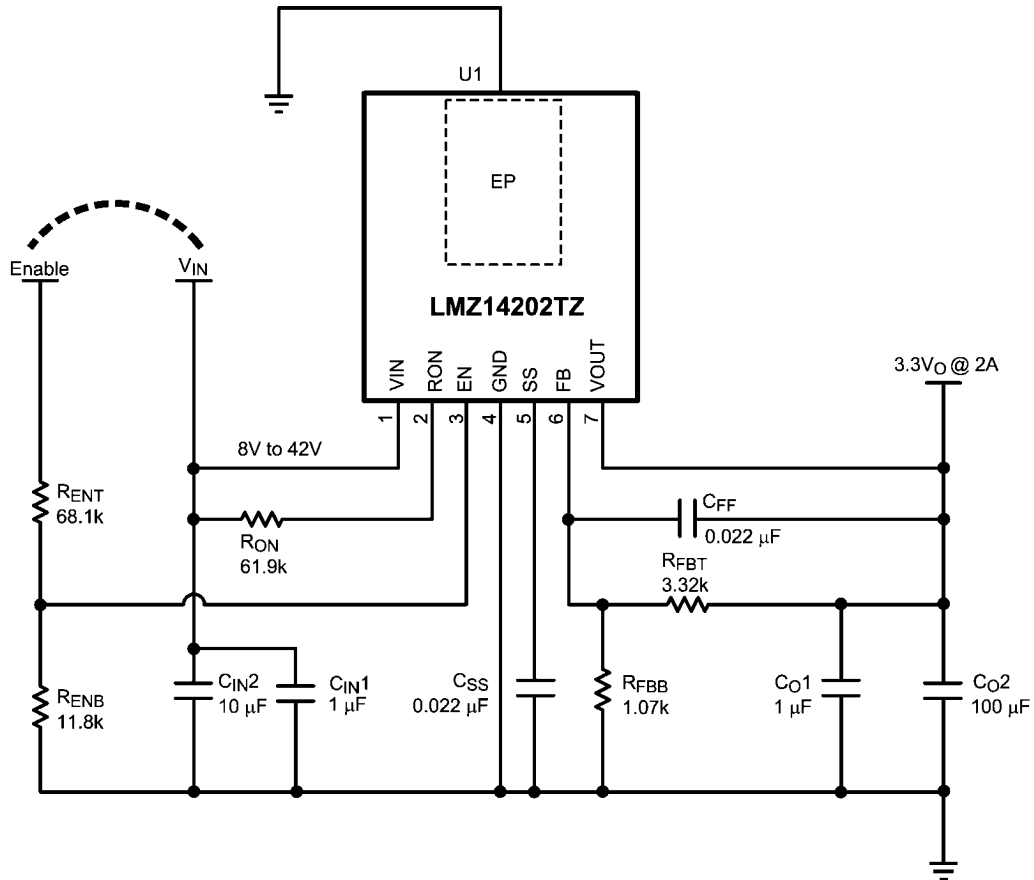 U1
EP
Enable
VIN
LMZ14202TZ
VIN
RON
EN
GND
SS
FB
VOUT
1
2
3
4
5
6
7
3.3VO @ 2A
8V to 42V
RENT
68.1k
RON
61.9k
CFF
0.022 µF
RFBT
3.32k
RENB
11.8k
CIN2
10 µF
CIN1
1 µF
CSS
0.022 µF
RFBB
1.07k
CO1
1 µF
CO2
100 µF